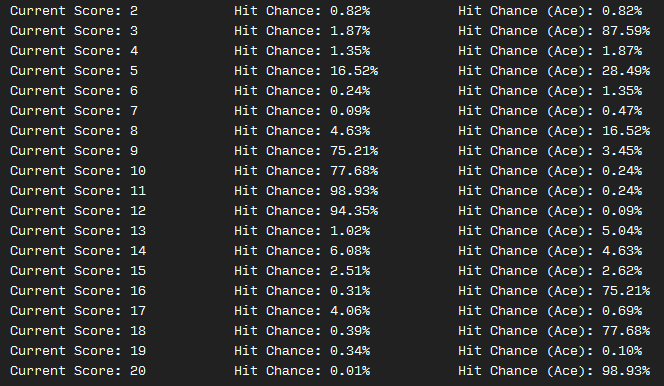 Current Score: 2 Hit Chance: 0.82% Hit Chance (Ace): 0.82%
Current Score: 3 Hit Chance: 1.87% Hit Chance (Ace): 87.59%
Current Score: 4 Hit Chance: 1.35% Hit Chance (Ace): 1.87%
Current Score: 5 Hit Chance: 16.52% Hit Chance (Ace): 28.49%
Current Score: 6 Hit Chance: 0.24% Hit Chance (Ace): 1.35%
Current Score: 7 Hit Chance: 0.09% Hit Chance (Ace): 0.47%
Current Score: 8 Hit Chance: 4.63% Hit Chance (Ace): 16.52%
Current Score: 9 Hit Chance: 75.21% Hit Chance (Ace): 3.45%
Current Score: 10 Hit Chance: 77.68% Hit Chance (Ace): 0.24%
Current Score: 11 Hit Chance: 98.93% Hit Chance (Ace): 0.24%
Current Score: 12 Hit Chance: 94.35% Hit Chance (Ace): 0.09%
Current Score: 13 Hit Chance: 1.02% Hit Chance (Ace): 5.04%
Current Score: 14 Hit Chance: 6.08% Hit Chance (Ace): 4.63%
Current Score: 15 Hit Chance: 2.51% Hit Chance (Ace): 2.62%
Current Score: 16 Hit Chance: 0.31% Hit Chance (Ace): 75.21%
Current Score: 17 Hit Chance: 4.06% Hit Chance (Ace): 0.69%
Current Score: 18 Hit Chance: 0.39% Hit Chance (Ace): 77.68%
Current Score: 19 Hit Chance: 0.34% Hit Chance (Ace): 0.10%
Current Score: 20 Hit Chance: 0.01% Hit Chance (Ace): 98.93%